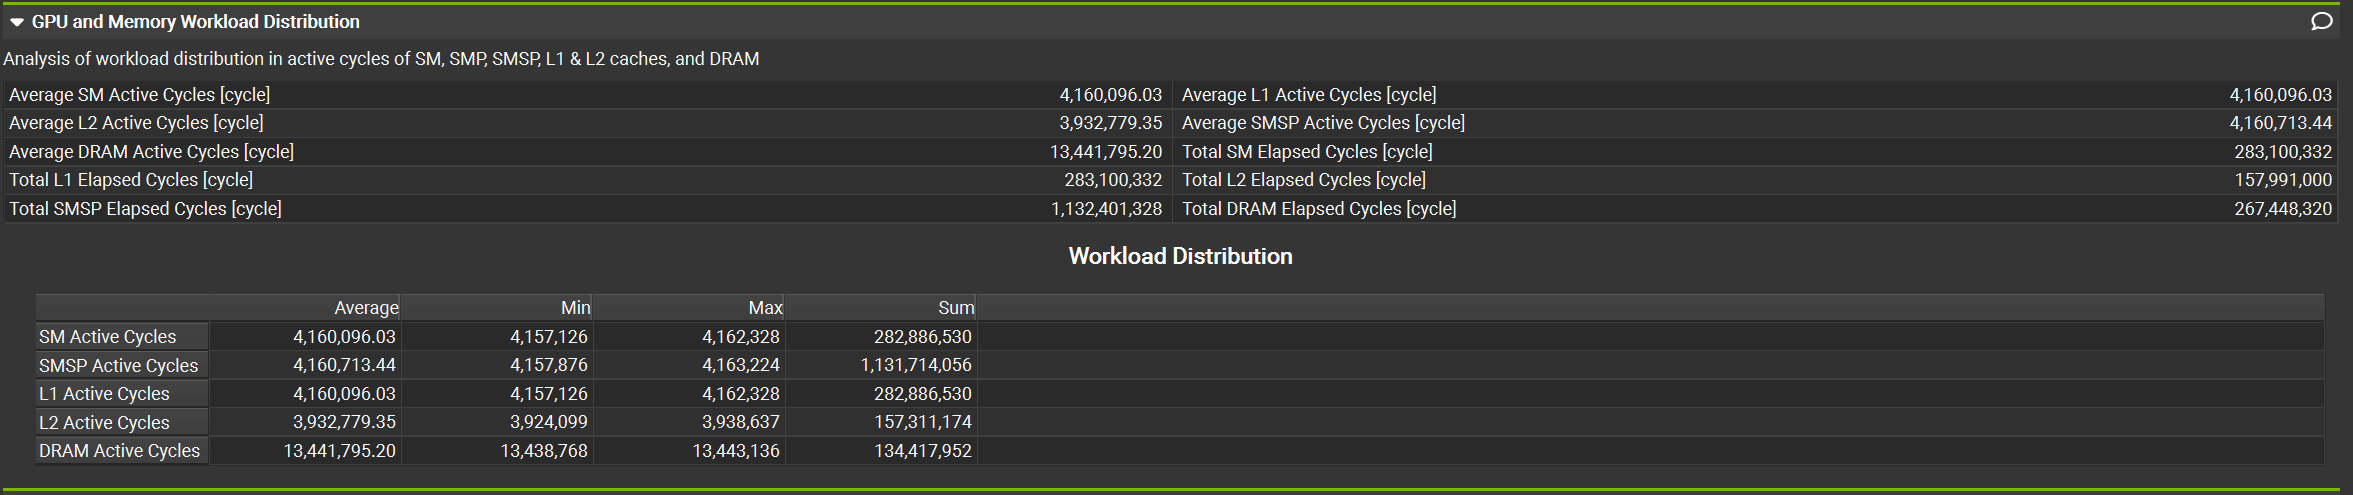 GPU and Memory Workload Distribution
Analysis of workload distribution in active cycles of SM, SMP, SMSP, L1 & L2 caches, and DRAM
Average SM Active Cycles [cycle] 4,160,096.03 Average L1 Active Cycles [cycle] 4,160,096.03
Average L2 Active Cycles [cycle] 3,932,779.35 Average SMSP Active Cycles [cycle] 4,160,713.44
Average DRAM Active Cycles [cycle] 13,441,795.20 Total SM Elapsed Cycles [cycle] 283,100,332
Total L1 Elapsed Cycles [cycle] 283,100,332 Total L2 Elapsed Cycles [cycle] 157,991,000
Total SMSP Elapsed Cycles [cycle] 1,132,401,328 Total DRAM Elapsed Cycles [cycle] 267,448,320
Workload Distribution
Average Min Max Sum
SM Active Cycles 4,160,096.03 4,157,126 4,162,328 282,886,530
SMSP Active Cycles 4,160,713.44 4,157,876 4,163,224 1,131,714,056
L1 Active Cycles 4,160,096.03 4,157,126 4,162,328 282,886,530
L2 Active Cycles 3,932,779.35 3,924,099 3,938,637 157,311,174
DRAM Active Cycles 13,441,795.20 13,438,768 13,443,136 134,417,952